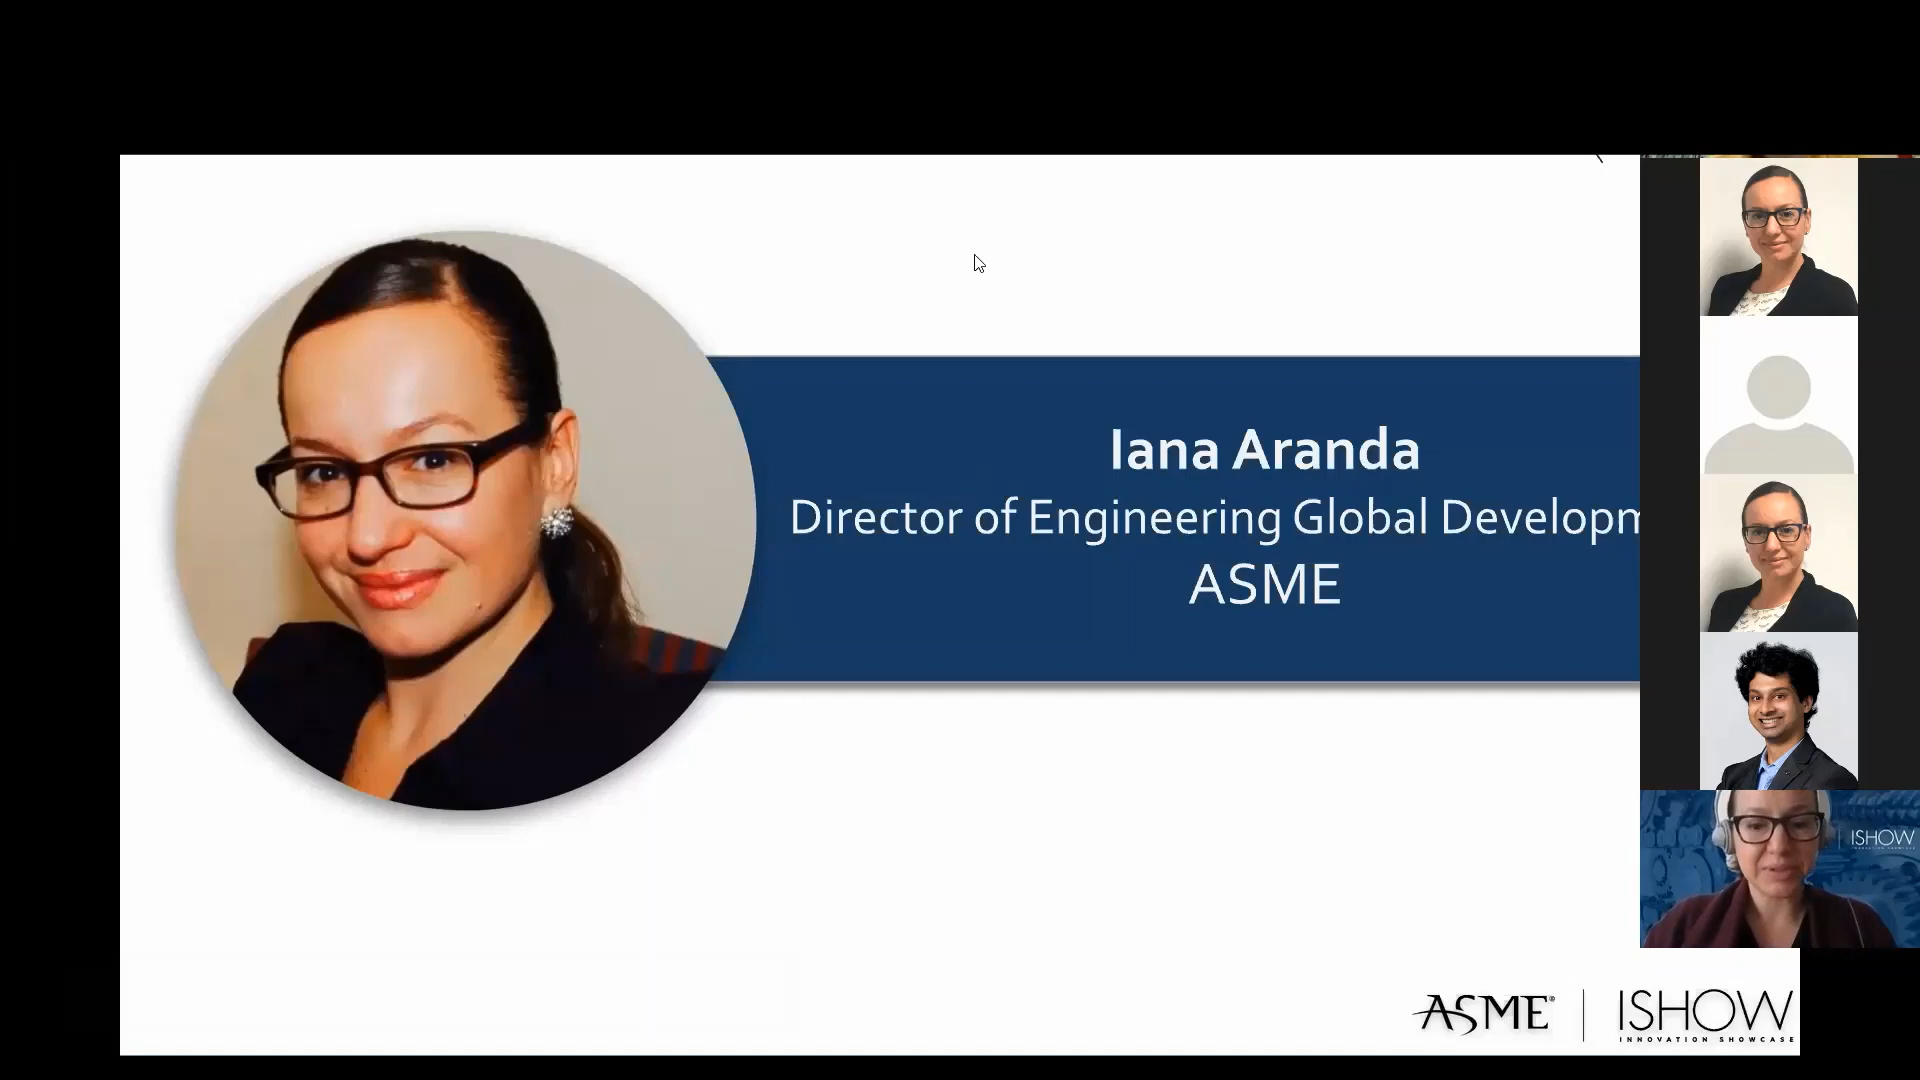 Iana Aranda
Director of Engineering Global Developm
ASME
ISHOW
ASME®
ISHOW
INNOVATION SHOWCASE